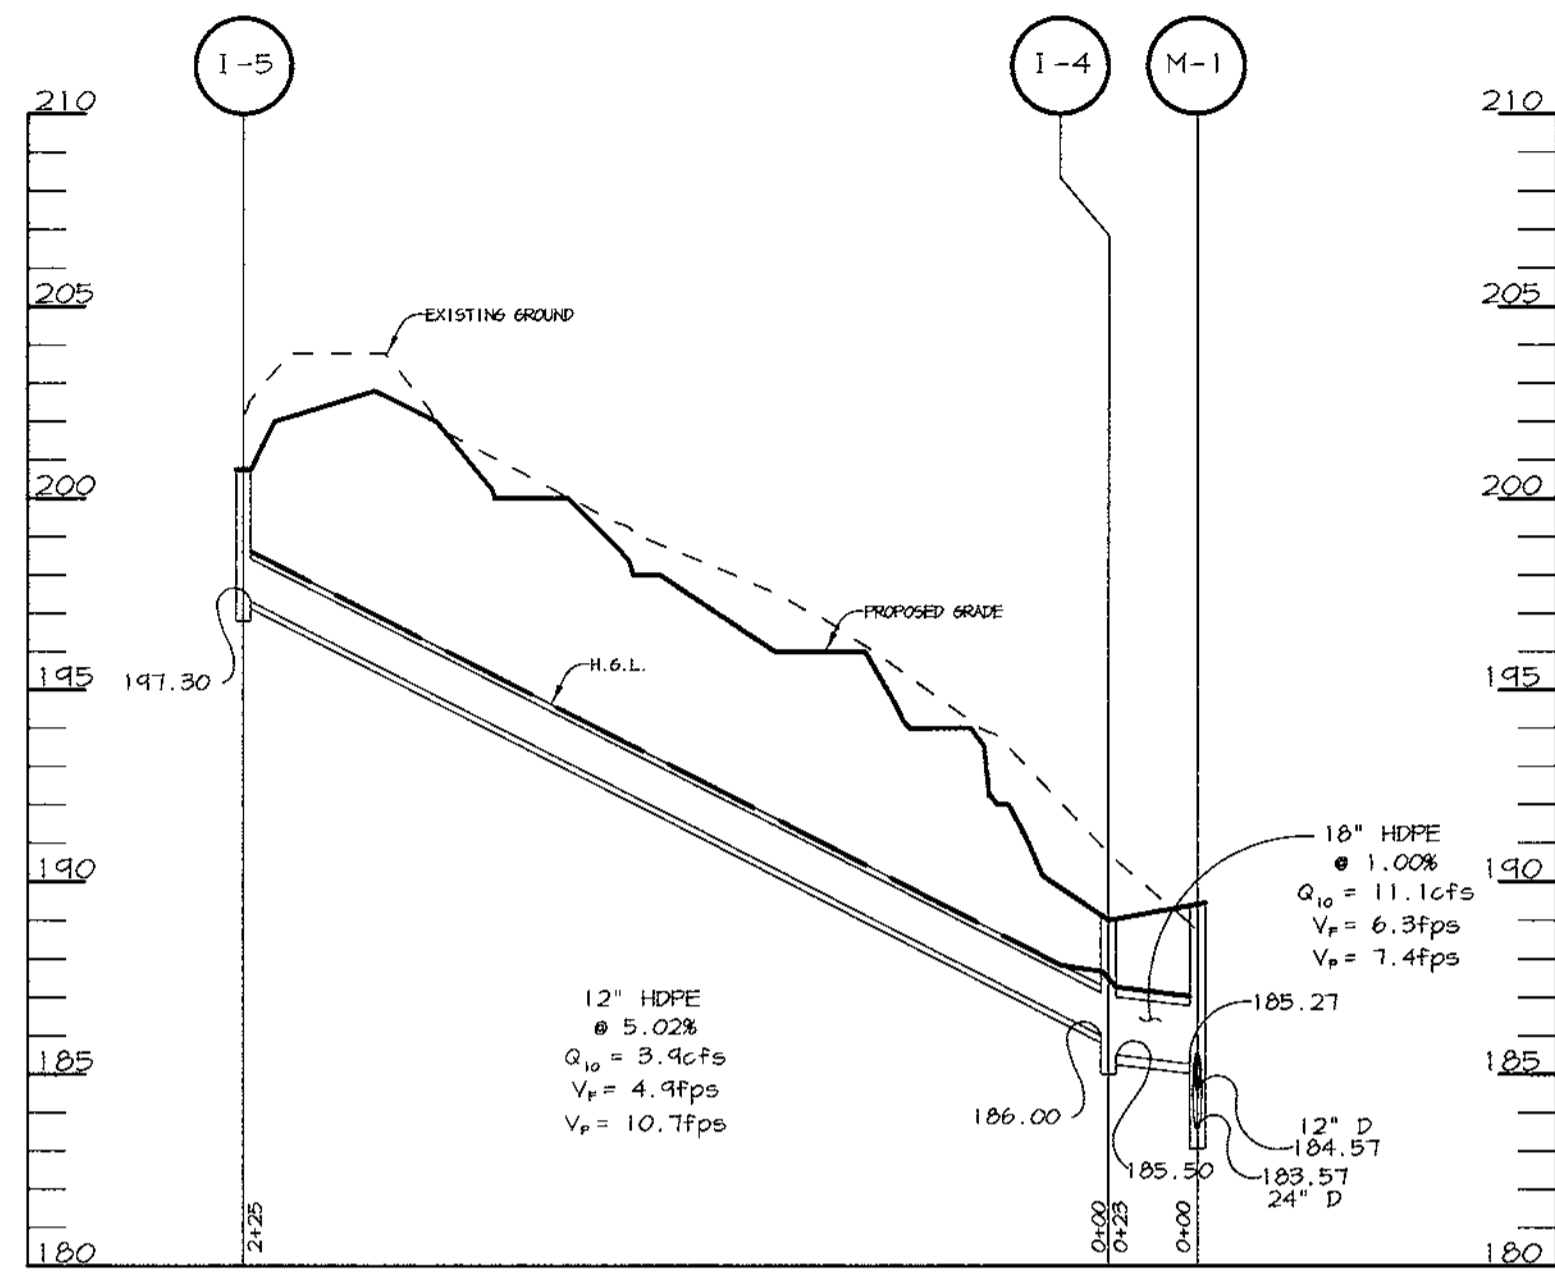 I-5
I-4
M-1
210
210
205
205
EXISTING GROUND
200
200
PROPOSED GRADE
H.G.L.
195
195
197.30
18" HDPE
@ 1.00%
Q10 = 11.1cfs
VF = 6.3fps
VP = 7.4fps
190
190
12" HDPE
@ 5.02%
Q10 = 3.9cfs
VF = 4.9fps
VP = 10.7fps
185.27
185
185
186.00
185.50
12" D
184.57
183.57
24" D
2+25
0+00
0+23
0+00
180
180